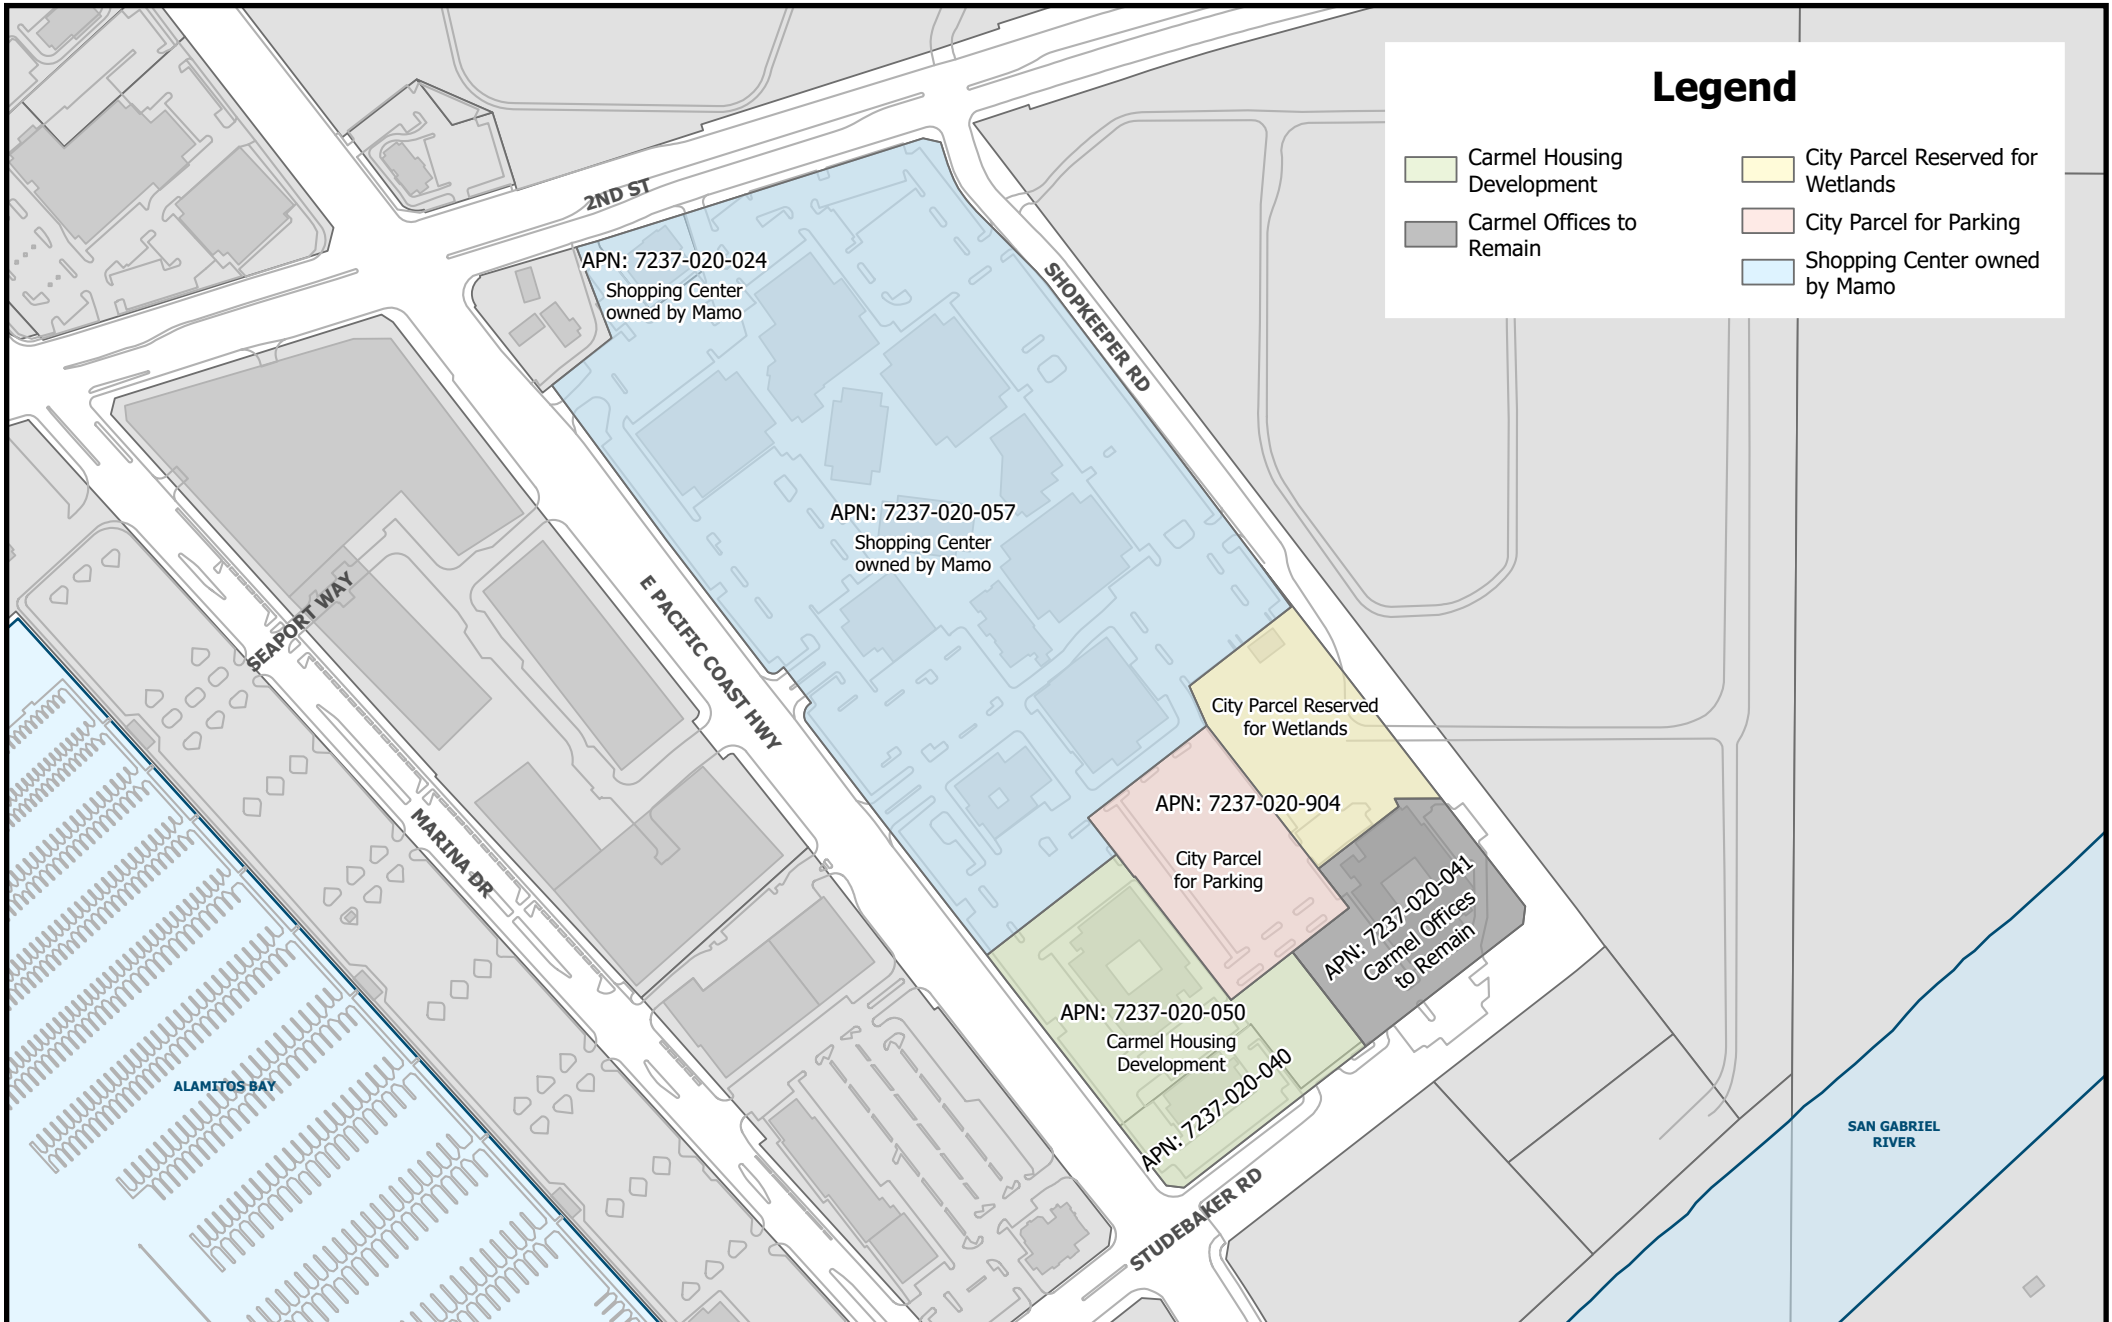 Legend
Carmel Housing
Development
Carmel Offices to
Remain
City Parcel Reserved for
Wetlands
City Parcel for Parking
Shopping Center owned
by Mamo
2ND ST
APN: 7237-020-024
Shopping Center
owned by Mamo
SHOPKEEPER RD
APN: 7237-020-057
Shopping Center
owned by Mamo
SEAPORT WAY
E PACIFIC COAST HWY
City Parcel Reserved
for Wetlands
APN: 7237-020-904
City Parcel
for Parking
MARINA DR
APN: 7237-020-041
Carmel Offices
to Remain
APN: 7237-020-050
Carmel Housing
Development
APN: 7237-020-040
ALAMITOS BAY
SAN GABRIEL
RIVER
STUDEBAKER RD